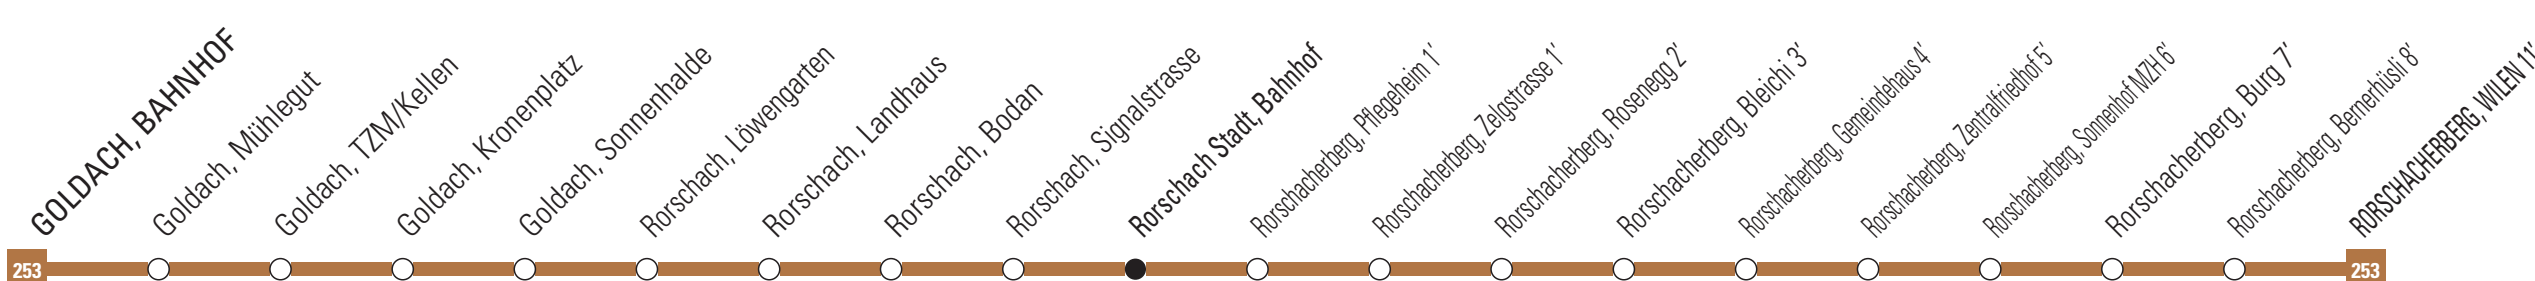 GOLDACH, BAHNHOF
Goldach, Mühlegut
Goldach, TZM/Kellen
Goldach, Kronenplatz
Goldach, Sonnenhalde
Rorschach, Löwengarten
Rorschach, Landhaus
Rorschach, Bodan
Rorschach, Signalstrasse
Rorschach Stadt, Bahnhof
Rorschacherberg, Pflegeheim 1’
Rorschacherberg, Zelgstrasse 1’
Rorschacherberg, Rosenegg 2’
Rorschacherberg, Bleichi 3’
Rorschacherberg, Gemeindehaus 4’
Rorschacherberg, Zentralfriedhof 5’
Rorschacherberg, Sonnenhof MZH 6’
Rorschacherberg, Burg 7’
Rorschacherberg, Bernerhüsli 8’
RORSCHACHERBERG, WILEN 11’
253
253